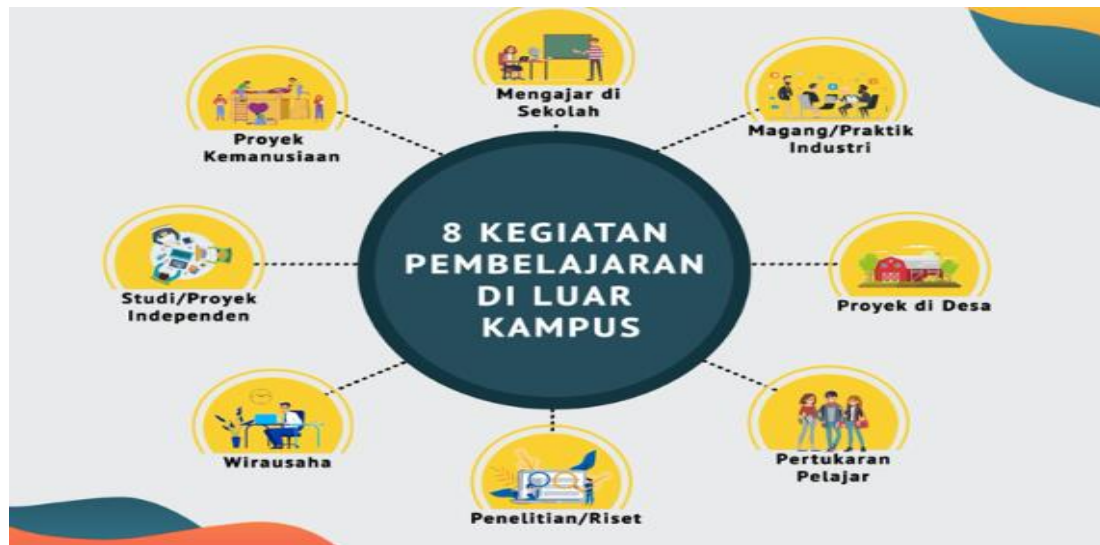 Mengajar di
Sekolah
Magang/Praktik
Industri
Proyek di Desa
Pertukaran
Pelajar
Penelitian/Riset
Wirausaha
Studi/Proyek
Independen
Proyek
Kemanusiaan
8 KEGIATAN
PEMBELAJARAN
DI LUAR
KAMPUS